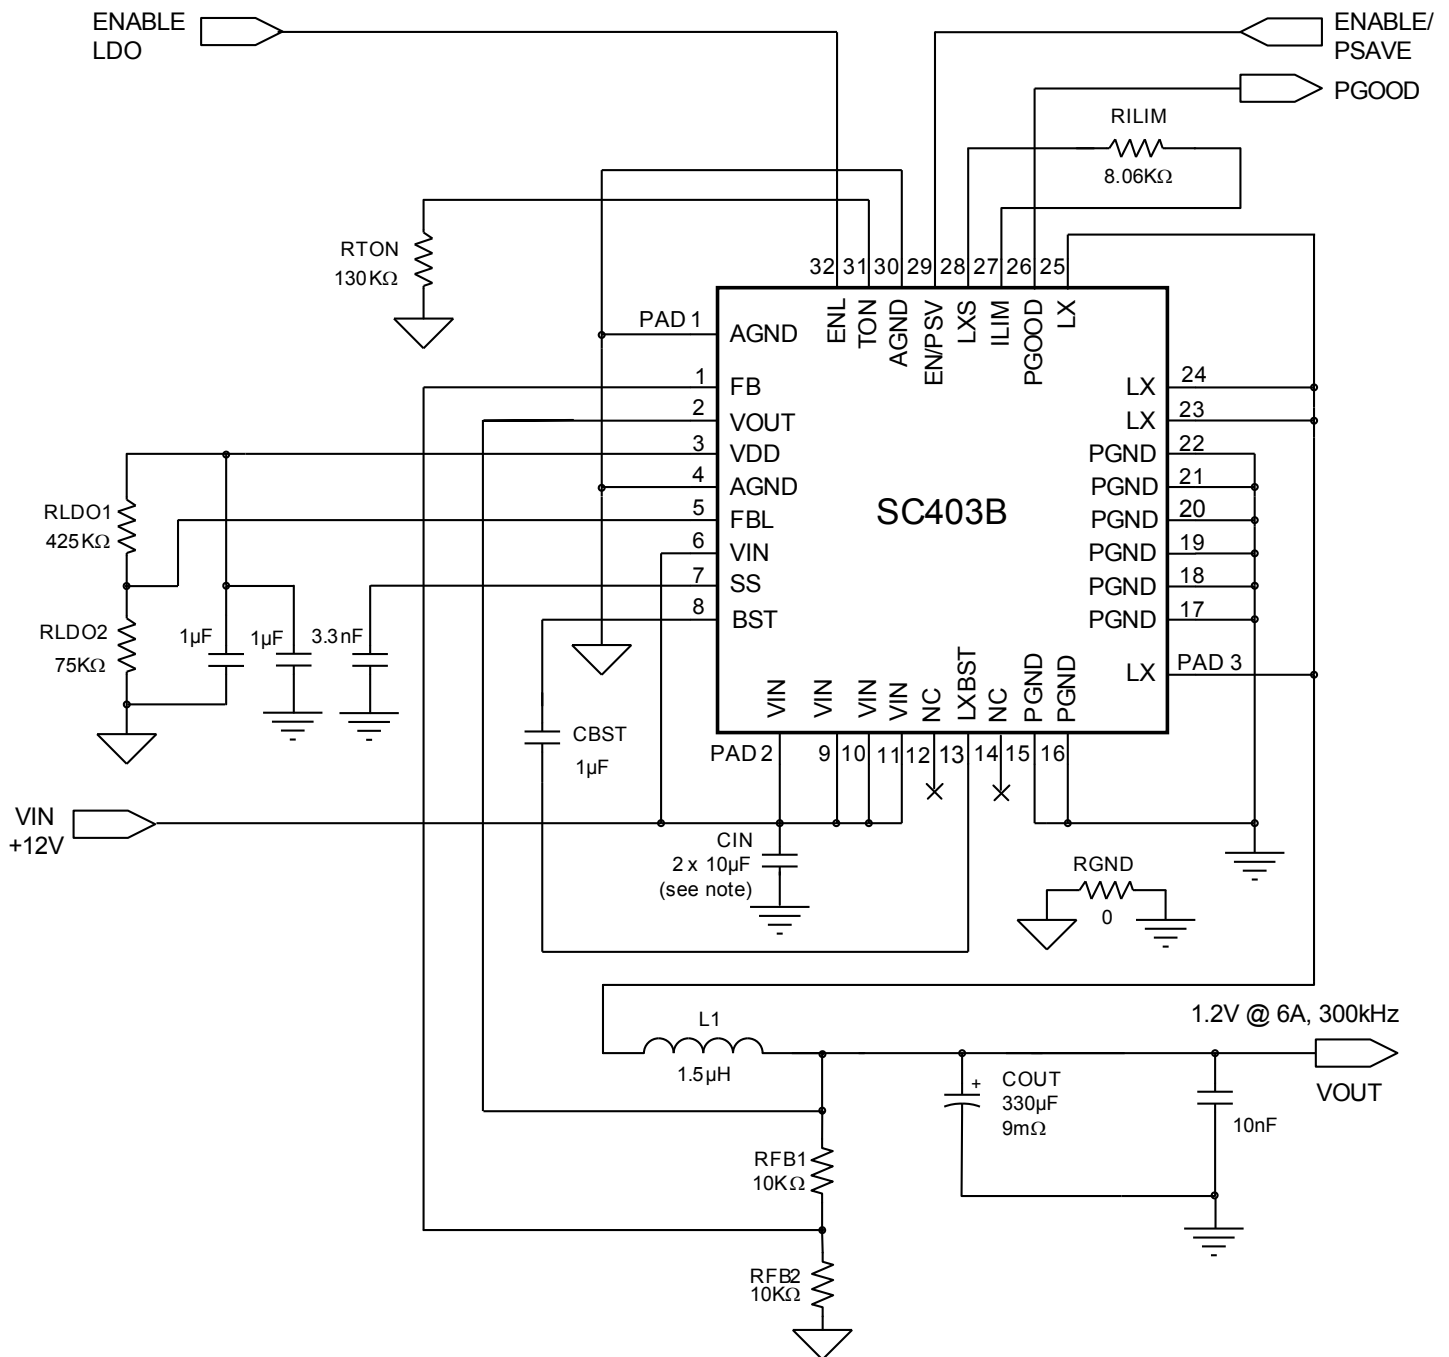 ENABLE
LDO
ENABLE/
PSAVE
PGOOD
RILIM
8.06KΩ
RTON
130KΩ
32 31 30 29 28 27 26 25
PAD 1
AGND
ENL
TON
AGND
EN/PSV
LXS
ILIM
PGOOD
LX
1 FB
2 VOUT
3 VDD
4 AGND
5 FBL
6 VIN
7 SS
8 BST
SC403B
LX 24
LX 23
PGND 22
PGND 21
PGND 20
PGND 19
PGND 18
PGND 17
LX PAD 3
RLDO1
425KΩ
RLDO2
75KΩ
1µF
1µF
3.3nF
VIN
VIN
VIN
VIN
NC
LXBST
NC
PGND
PGND
PAD 2 9 10 11 12 13 14 15 16
CBST
1µF
VIN
+12V
CIN
2 x 10µF
(see note)
RGND
0
1.2V @ 6A, 300kHz
L1
1.5µH
+
COUT
330µF
9mΩ
10nF
VOUT
RFB1
10KΩ
RFB2
10KΩ